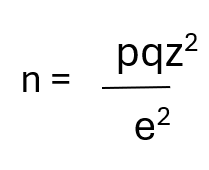 n = pqz²
e²